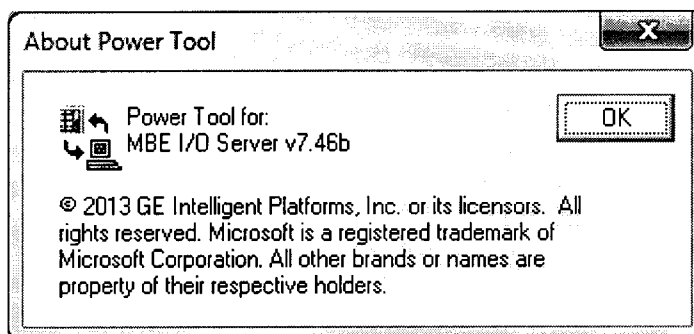 About Power Tool
Power Tool for:
MBE I/O Server v7.46b
OK
© 2013 GE Intelligent Platforms, Inc. or its licensors. All
rights reserved. Microsoft is a registered trademark of
Microsoft Corporation. All other brands or names are
property of their respective holders.